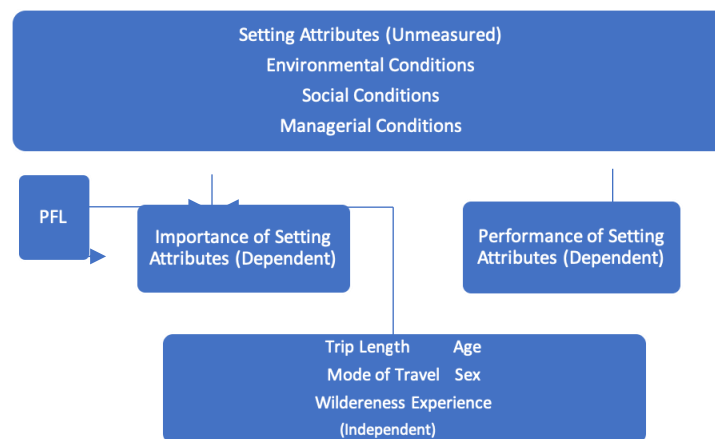 Setting Attributes (Unmeasured)
Environmental Conditions
Social Conditions
Managerial Conditions
PFL
Importance of Setting
Attributes (Dependent)
Performance of Setting
Attributes (Dependent)
Trip Length Age
Mode of Travel Sex
Wildereness Experience
(Independent)